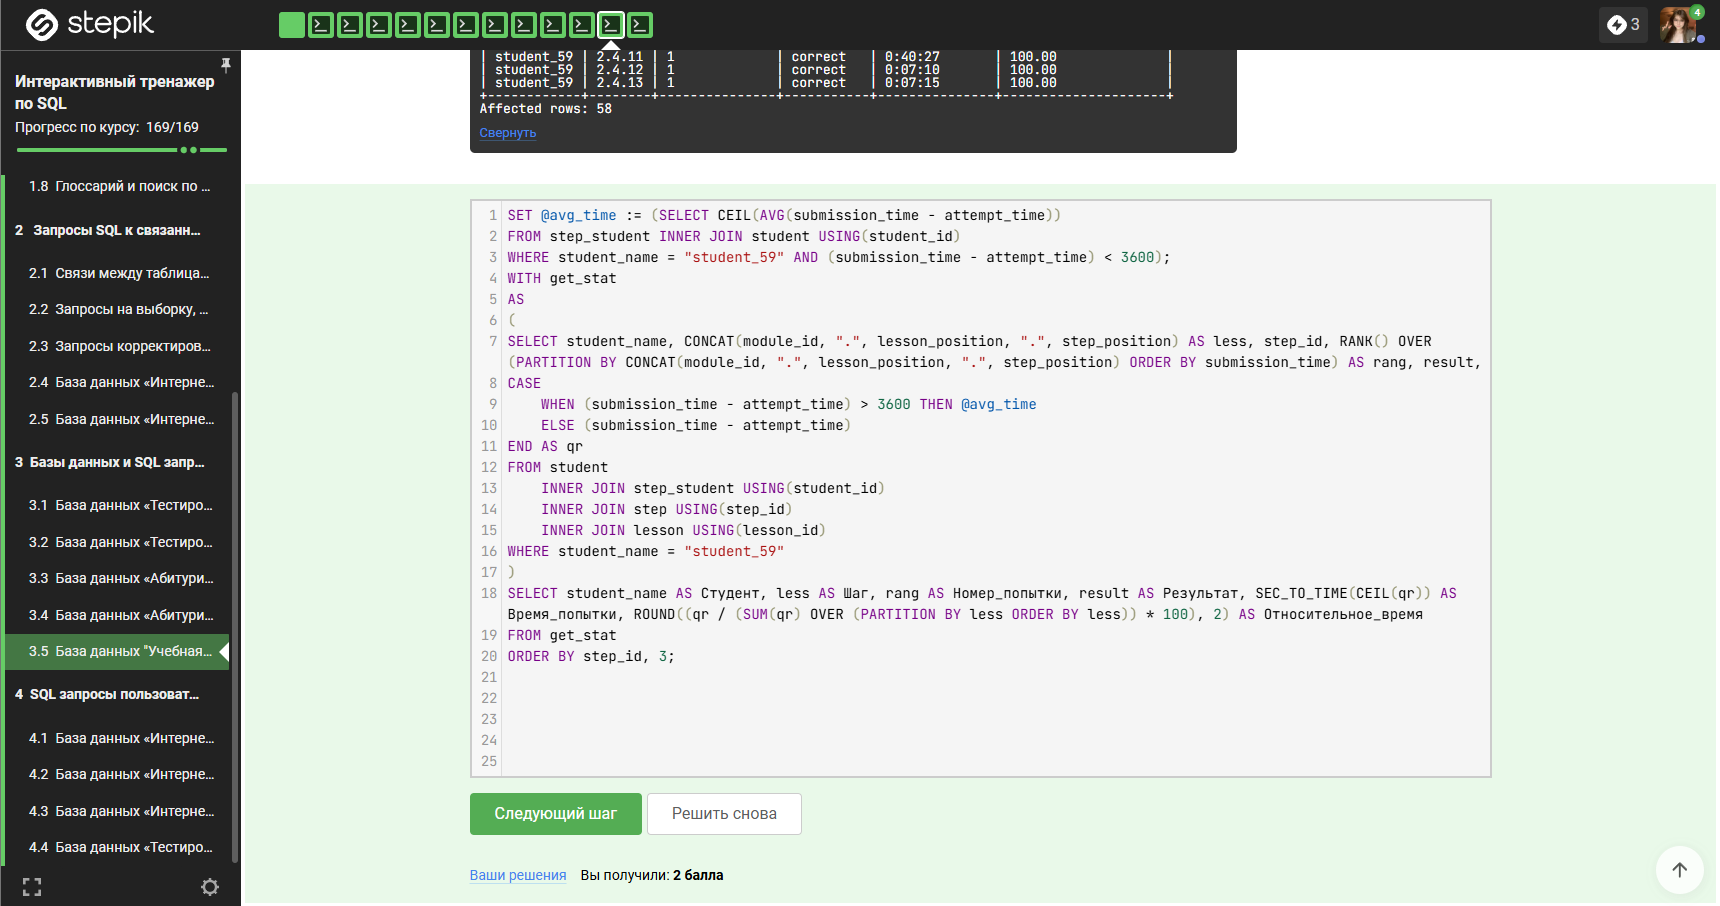 stepik
3
4
Интерактивный тренажер
по SQL
Прогресс по курсу: 169/169
1.8 Глоссарий и поиск по ...
2 Запросы SQL к связанн...
2.1 Связи между таблица...
2.2 Запросы на выборку, ...
2.3 Запросы корректиров...
2.4 База данных «Интерне...
2.5 База данных «Интерне...
3 Базы данных и SQL запр...
3.1 База данных «Тестиро...
3.2 База данных «Тестиро...
3.3 База данных «Абитури...
3.4 База данных «Абитури...
3.5 База данных "Учебная...
4 SQL запросы пользоват...
4.1 База данных «Интерне...
4.2 База данных «Интерне...
4.3 База данных «Интерне...
4.4 База данных «Тестиро...
| student_59 | 2.4.11 | 1 | correct | 0:40:27 | 100.00 |
| student_59 | 2.4.12 | 1 | correct | 0:07:10 | 100.00 |
| student_59 | 2.4.13 | 1 | correct | 0:07:15 | 100.00 |
+------------+--------+---------------+-----------+---------------+---------------------+
Affected rows: 58
Свернуть
1 SET @avg_time := (SELECT CEIL(AVG(submission_time - attempt_time))
2 FROM step_student INNER JOIN student USING(student_id)
3 WHERE student_name = "student_59" AND (submission_time - attempt_time) < 3600);
4 WITH get_stat
5 AS
6 (
7 SELECT student_name, CONCAT(module_id, ".", lesson_position, ".", step_position) AS less, step_id, RANK() OVER
(PARTITION BY CONCAT(module_id, ".", lesson_position, ".", step_position) ORDER BY submission_time) AS rang, result,
8 CASE
9 WHEN (submission_time - attempt_time) > 3600 THEN @avg_time
10 ELSE (submission_time - attempt_time)
11 END AS qr
12 FROM student
13 INNER JOIN step_student USING(student_id)
14 INNER JOIN step USING(step_id)
15 INNER JOIN lesson USING(lesson_id)
16 WHERE student_name = "student_59"
17 )
18 SELECT student_name AS Студент, less AS Шаг, rang AS Номер_попытки, result AS Результат, SEC_TO_TIME(CEIL(qr)) AS
Время_попытки, ROUND((qr / (SUM(qr) OVER (PARTITION BY less ORDER BY less)) * 100), 2) AS Относительное_время
19 FROM get_stat
20 ORDER BY step_id, 3;
21
22
23
24
25
Следующий шаг
Решить снова
Ваши решения Вы получили: 2 балла